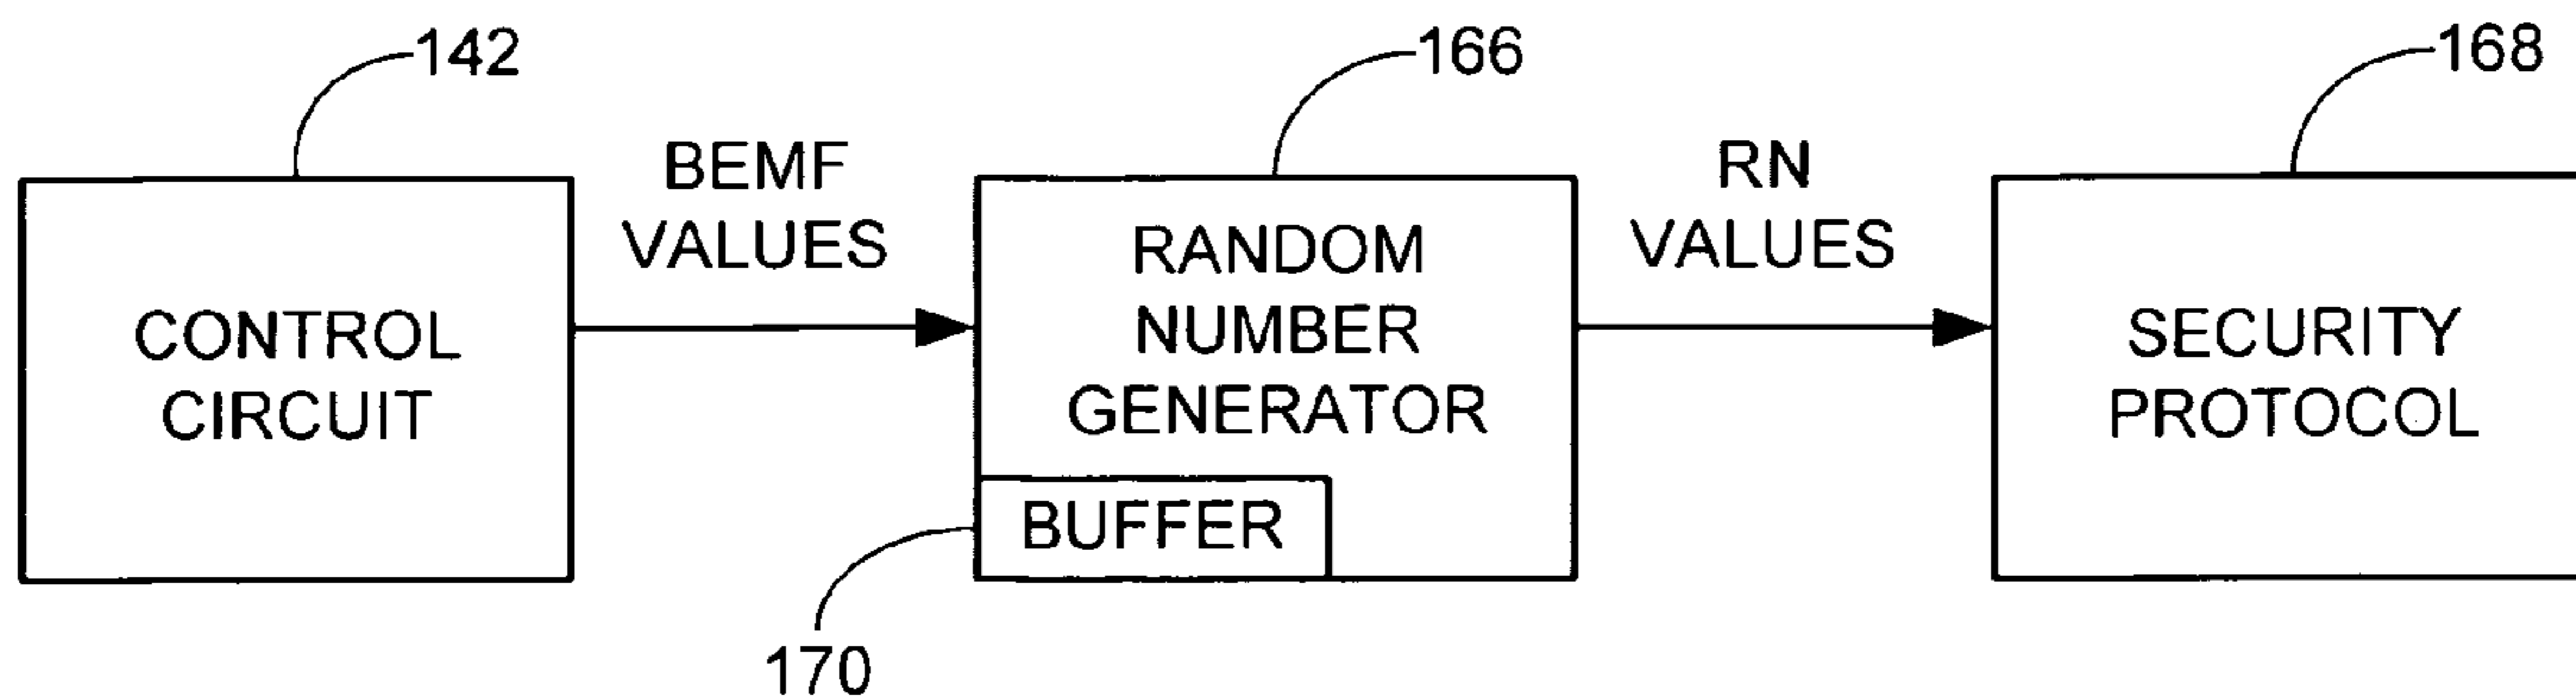 142
166
168
BEMF
VALUES
RN
VALUES
CONTROL
CIRCUIT
RANDOM
NUMBER
GENERATOR
SECURITY
PROTOCOL
BUFFER
170